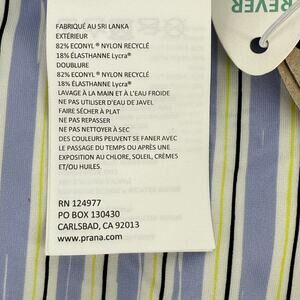 REVER
FABRIQUÉ AU SRI LANKA
EXTÉRIEUR
82% ECONYL ® NYLON RECYCLÉ
18% ÉLASTHANNE Lycra®
DOUBLURE
82% ECONYL ® NYLON RECYCLÉ
18% ÉLASTHANNE Lycra®
LAVAGE À LA MAIN ET À L'EAU FROIDE
NE PAS UTILISER D'EAU DE JAVEL
FAIRE SÉCHER À PLAT
NE PAS REPASSER
NE PAS NETTOYER À SEC
DES COULEURS PEUVENT SE FANER AVEC
LE PASSAGE DU TEMPS OU APRÈS UNE
EXPOSITION AU CHLORE, SOLEIL, CRÈMES
ET/OU HUILES.
RN 124977
PO BOX 130430
CARLSBAD, CA 92013
www.prana.com